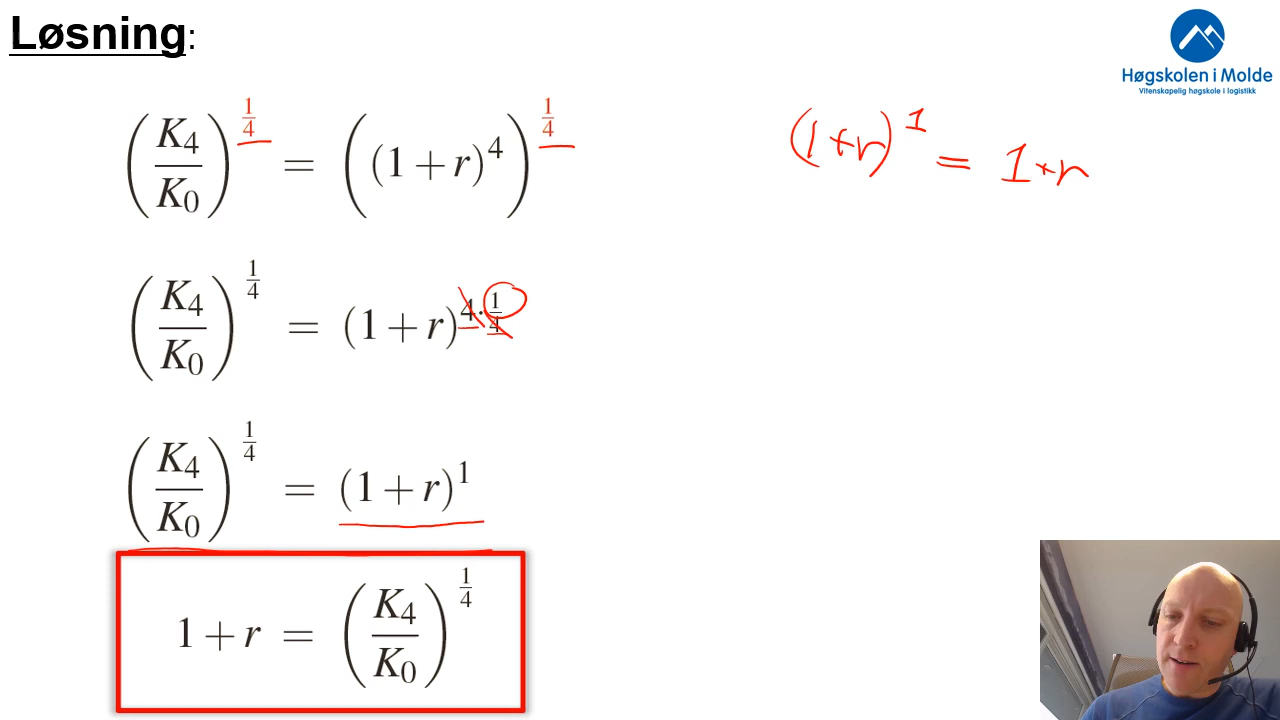 Løsning:
Høgskolen i Molde
Vitenskapelig høgskole i logistikk
(K₄/K₀)^(1/4) = ((1 + r)⁴)^(1/4)
(1+r)¹ = 1+r
(K₄/K₀)^(1/4) = (1 + r)^(4·1/4)
(K₄/K₀)^(1/4) = (1 + r)¹
1 + r = (K₄/K₀)^(1/4)